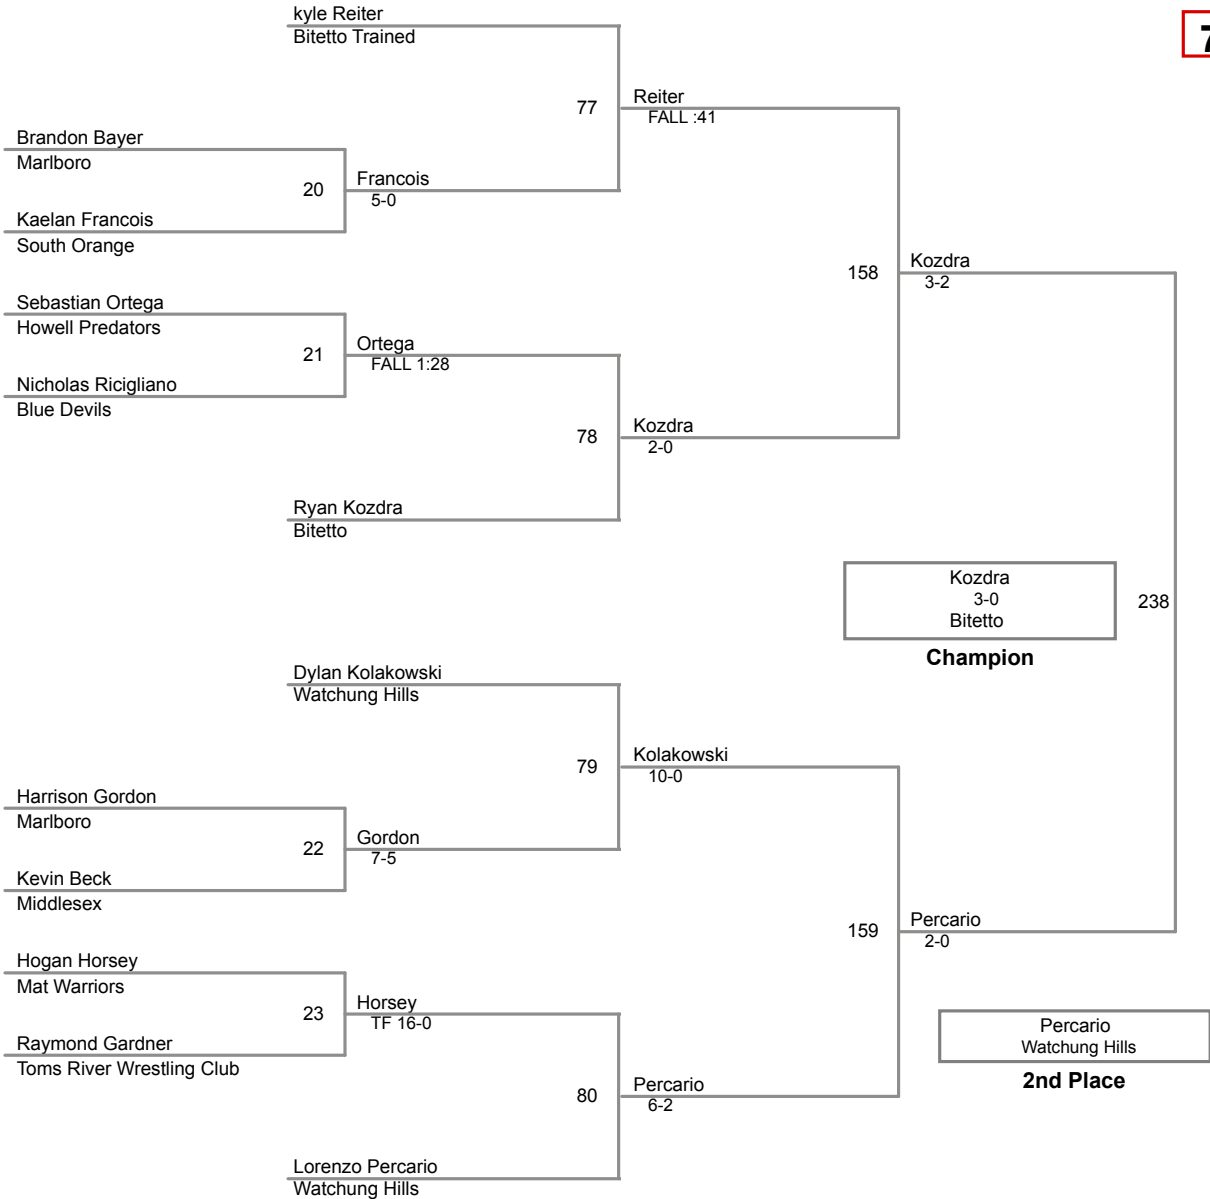 kyle Reiter
Bitetto Trained
7
77
Reiter
FALL :41
Brandon Bayer
Marlboro
20
Francois
5-0
Kaelan Francois
South Orange
158
Kozdra
3-2
Sebastian Ortega
Howell Predators
21
Ortega
FALL 1:28
Nicholas Ricigliano
Blue Devils
78
Kozdra
2-0
Ryan Kozdra
Bitetto
Kozdra
3-0
Bitetto
238
Champion
Dylan Kolakowski
Watchung Hills
79
Kolakowski
10-0
Harrison Gordon
Marlboro
22
Gordon
7-5
Kevin Beck
Middlesex
159
Percario
2-0
Hogan Horsey
Mat Warriors
23
Horsey
TF 16-0
Raymond Gardner
Toms River Wrestling Club
Percario
Watchung Hills
2nd Place
80
Percario
6-2
Lorenzo Percario
Watchung Hills